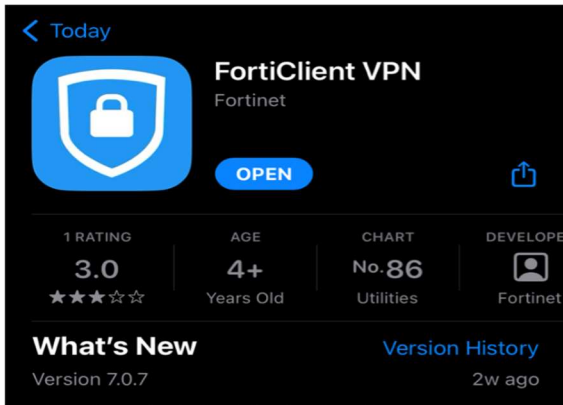 Today
FortiClient VPN
Fortinet
OPEN
1 RATING
AGE
CHART
DEVELOPE
3.0
4+
No.86
Years Old
Utilities
Fortinet
What's New
Version History
Version 7.0.7
2w ago